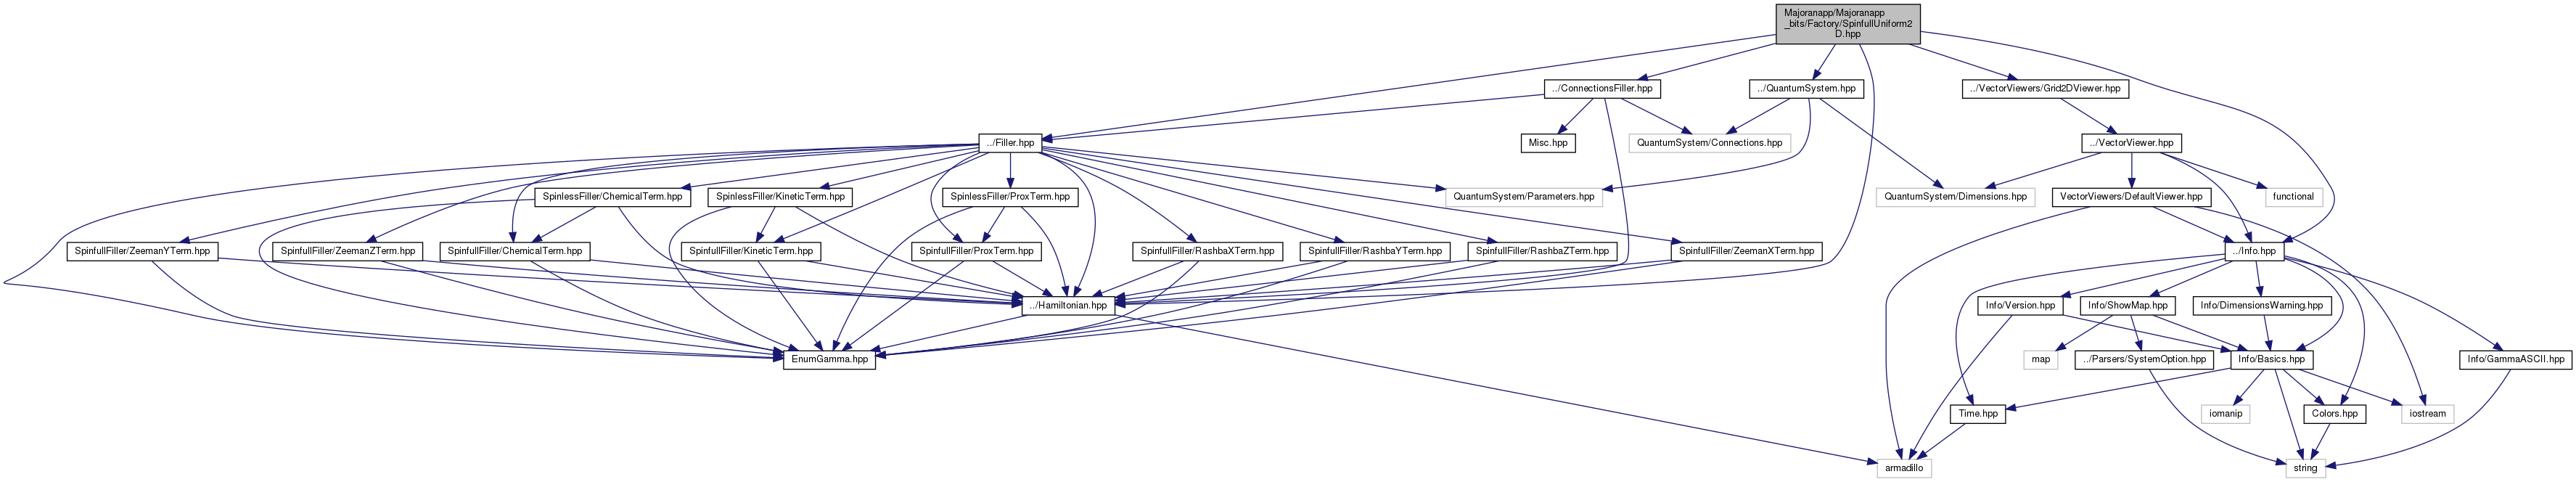 Majoranapp/Majoranapp
_bits/Factory/SpinfullUniform2
D.hpp
../ConnectionsFiller.hpp
../QuantumSystem.hpp
../VectorViewers/Grid2DViewer.hpp
../Filler.hpp
Misc.hpp
QuantumSystem/Connections.hpp
../VectorViewer.hpp
SpinlessFiller/ChemicalTerm.hpp
SpinlessFiller/KineticTerm.hpp
SpinlessFiller/ProxTerm.hpp
QuantumSystem/Parameters.hpp
QuantumSystem/Dimensions.hpp
VectorViewers/DefaultViewer.hpp
functional
SpinfullFiller/ZeemanYTerm.hpp
SpinfullFiller/ZeemanZTerm.hpp
SpinfullFiller/ChemicalTerm.hpp
SpinfullFiller/KineticTerm.hpp
SpinfullFiller/ProxTerm.hpp
SpinfullFiller/RashbaXTerm.hpp
SpinfullFiller/RashbaYTerm.hpp
SpinfullFiller/RashbaZTerm.hpp
SpinfullFiller/ZeemanXTerm.hpp
../Info.hpp
../Hamiltonian.hpp
Info/Version.hpp
Info/ShowMap.hpp
Info/DimensionsWarning.hpp
EnumGamma.hpp
map
../Parsers/SystemOption.hpp
Info/Basics.hpp
Info/GammaASCII.hpp
Time.hpp
iomanip
Colors.hpp
iostream
armadillo
string